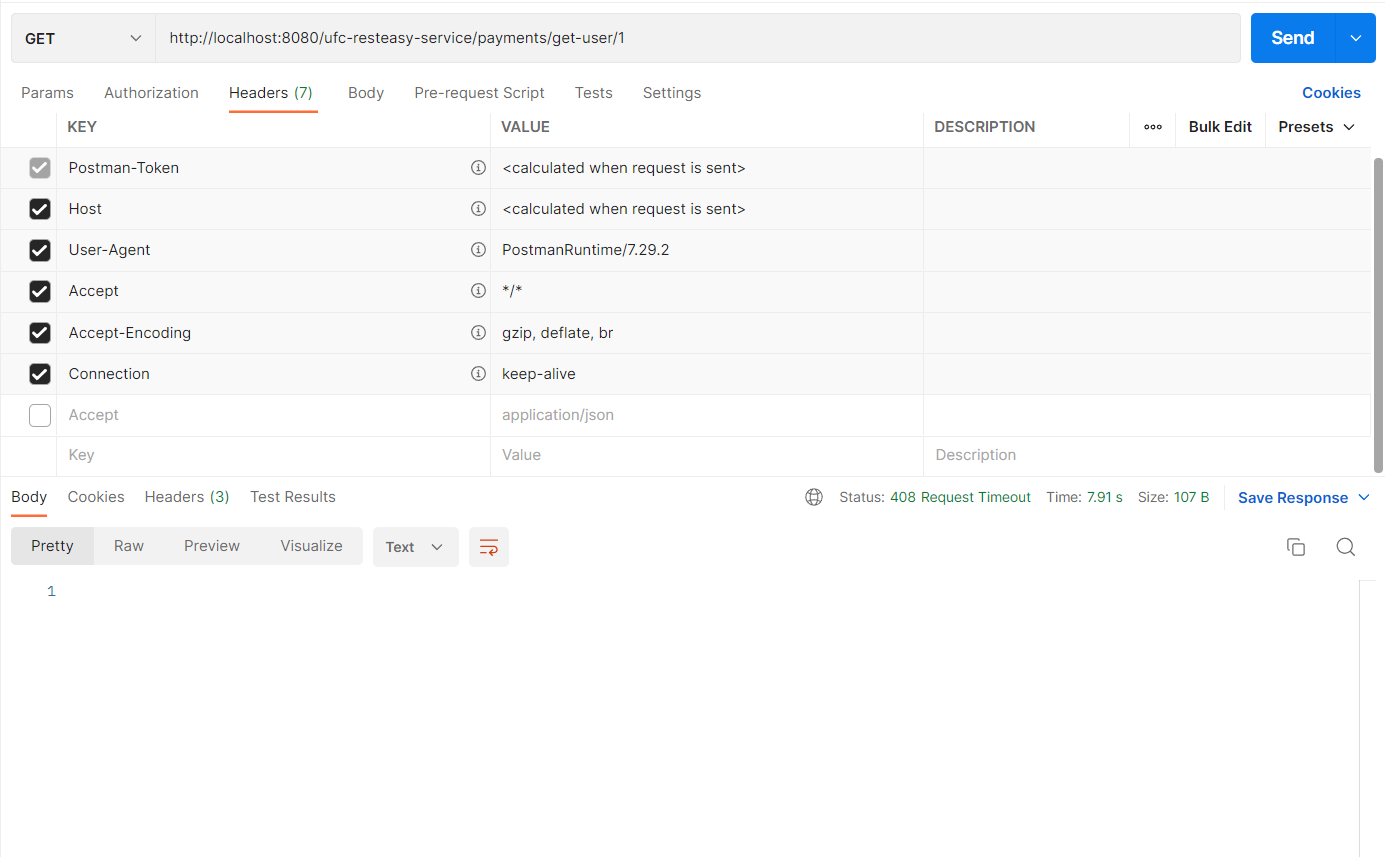 GET http://localhost:8080/ufc-resteasy-service/payments/get-user/1 Send
Params Authorization Headers (7) Body Pre-request Script Tests Settings Cookies
KEY VALUE DESCRIPTION Bulk Edit Presets
Postman-Token <calculated when request is sent>
Host <calculated when request is sent>
User-Agent PostmanRuntime/7.29.2
Accept */*
Accept-Encoding gzip, deflate, br
Connection keep-alive
Accept application/json
Key Value Description
Body Cookies Headers (3) Test Results Status: 408 Request Timeout Time: 7.91 s Size: 107 B Save Response
Pretty Raw Preview Visualize Text
1